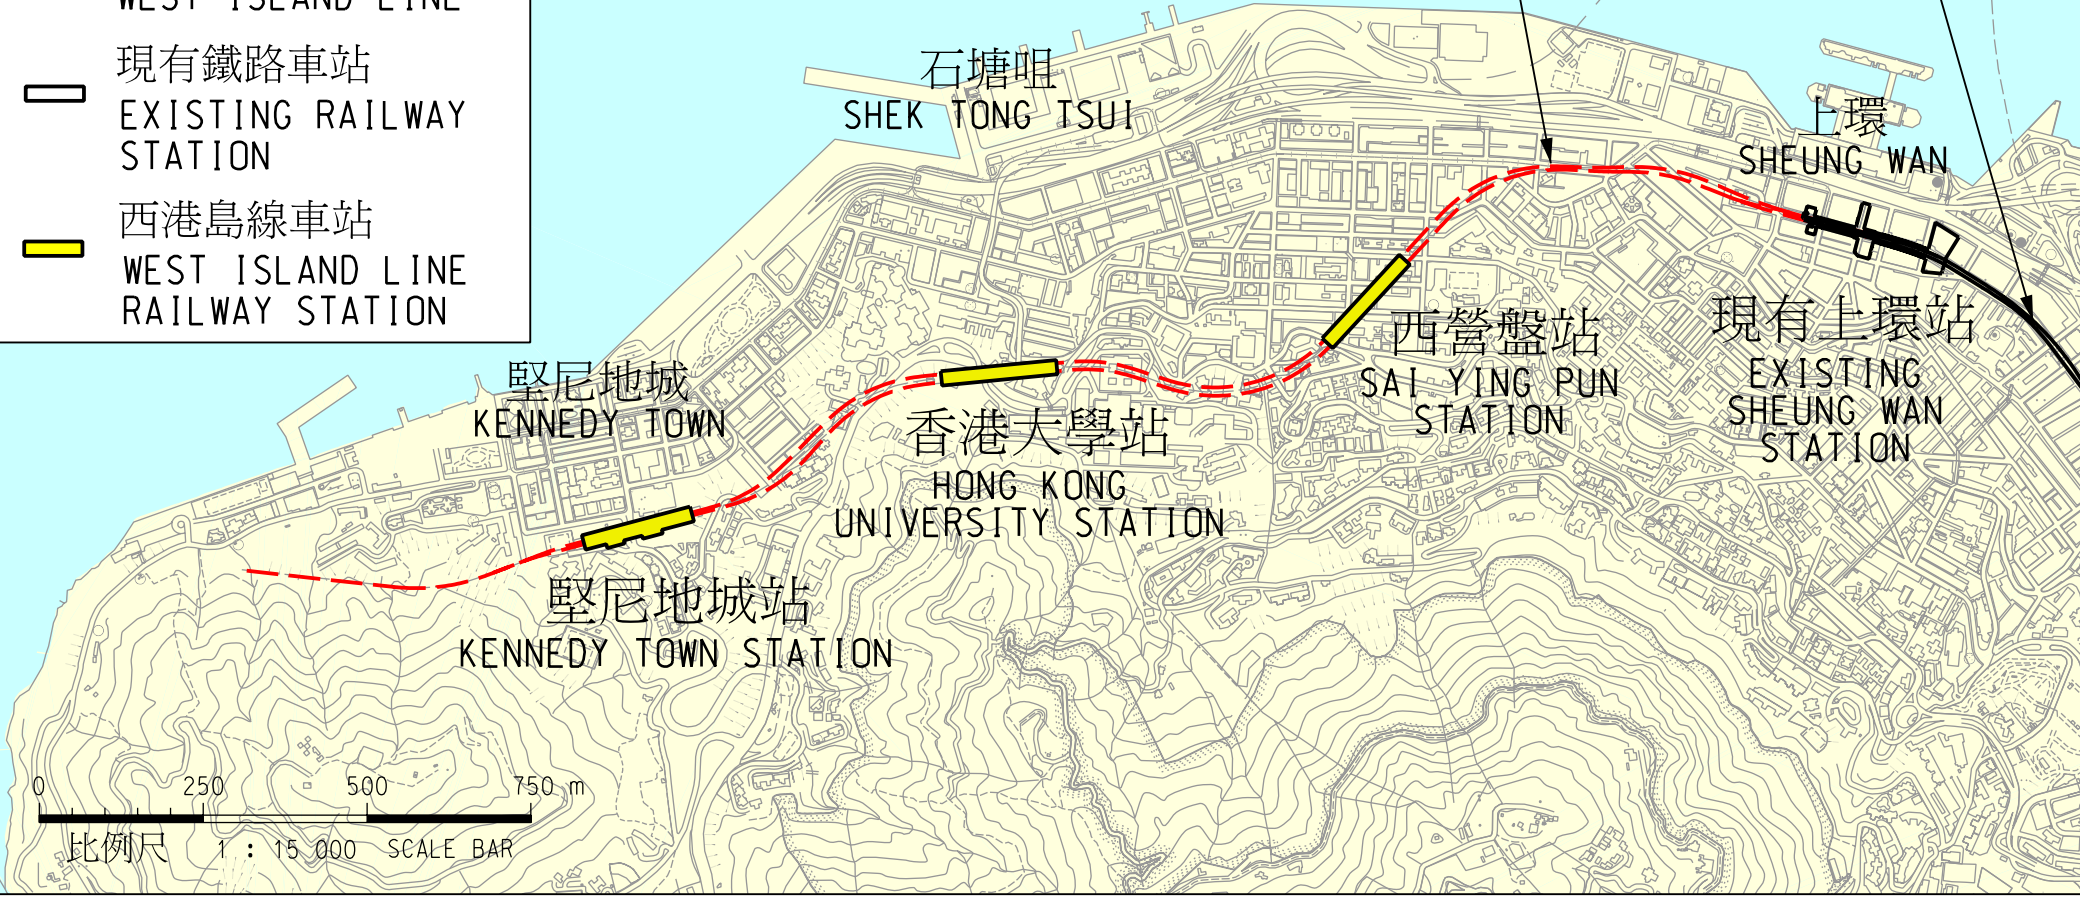 WEST ISLAND LINE
現有鐵路車站
EXISTING RAILWAY
STATION
西港島線車站
WEST ISLAND LINE
RAILWAY STATION
石塘咀
SHEK TONG TSUI
上環
SHEUNG WAN
堅尼地城
KENNEDY TOWN
西營盤站
SAI YING PUN
STATION
現有上環站
EXISTING
SHEUNG WAN
STATION
香港大學站
HONG KONG
UNIVERSITY STATION
堅尼地城站
KENNEDY TOWN STATION
0 250 500 750 m
比例尺 1 : 15 000 SCALE BAR